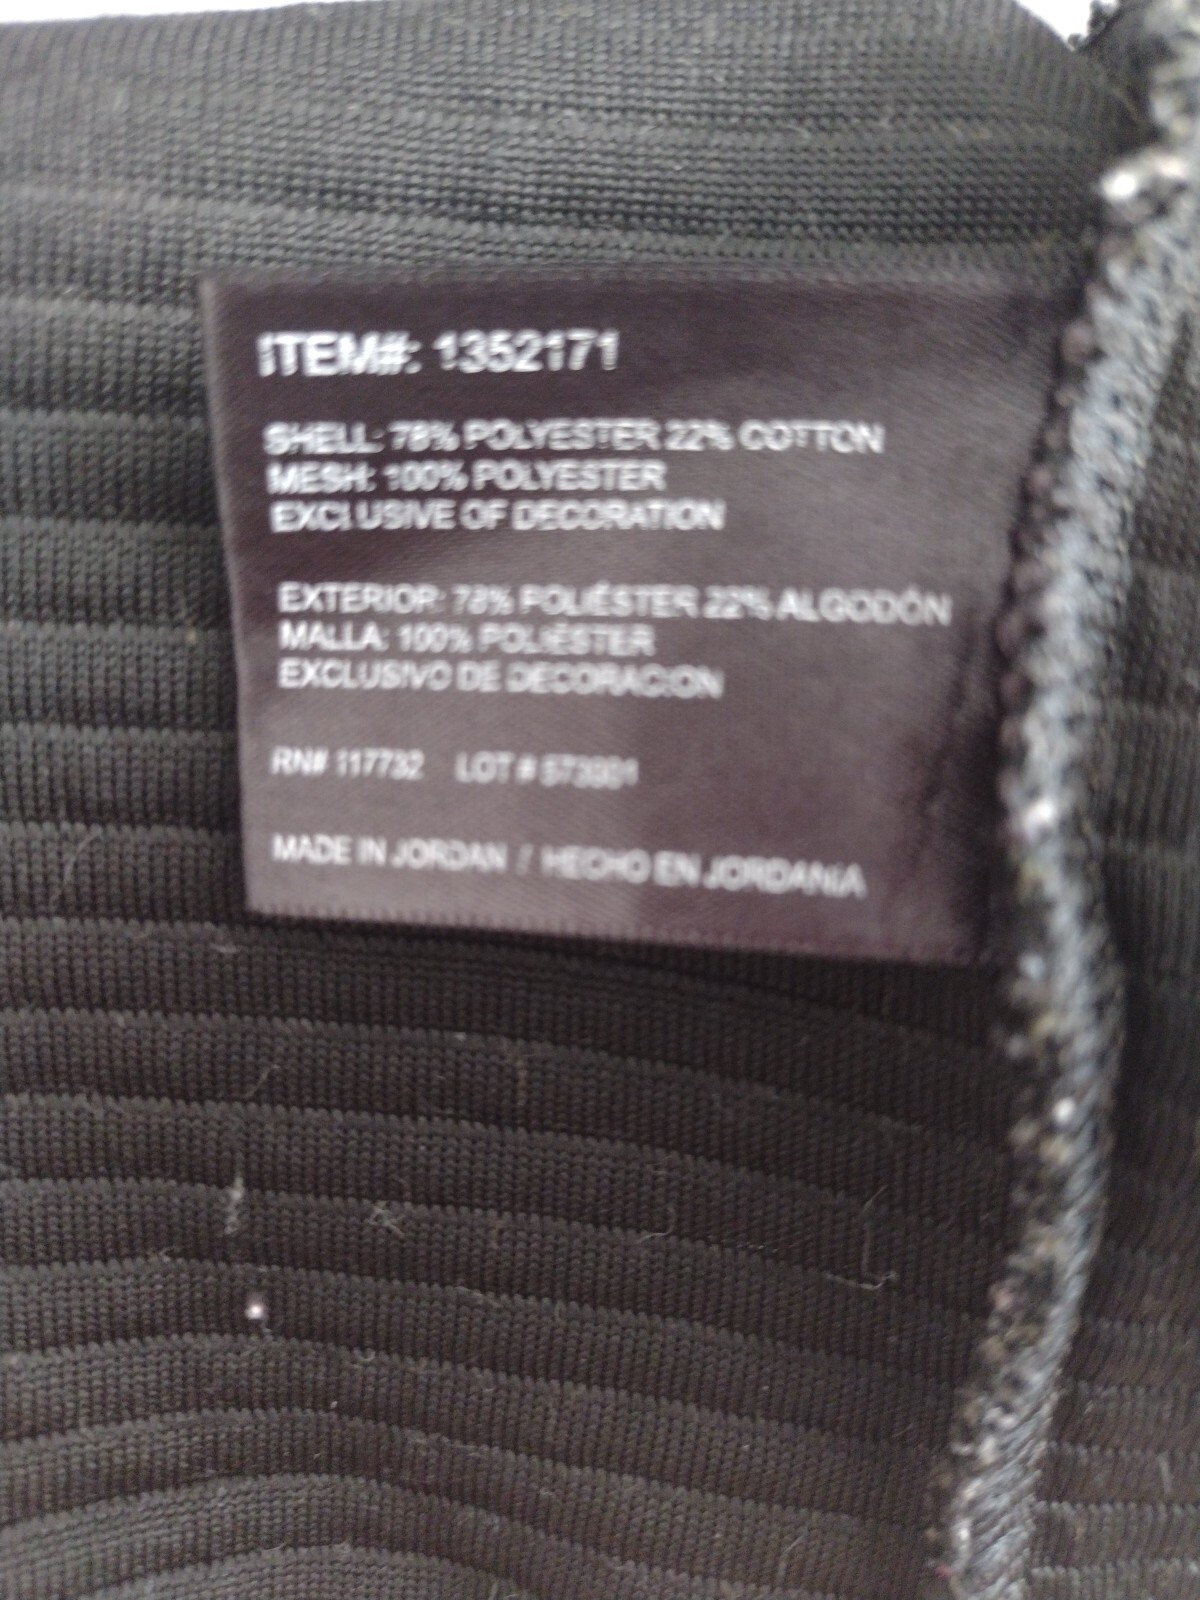 ITEM#: 1352171
SHELL: 78% POLYESTER 22% COTTON
MESH: 100% POLYESTER
EXCLUSIVE OF DECORATION
EXTERIOR: 78% POLIÉSTER 22% ALGODÓN
MALLA: 100% POLIÉSTER
EXCLUSIVO DE DECORACION
RN# 117732 LOT #
MADE IN JORDAN / HECHO EN JORDANIA